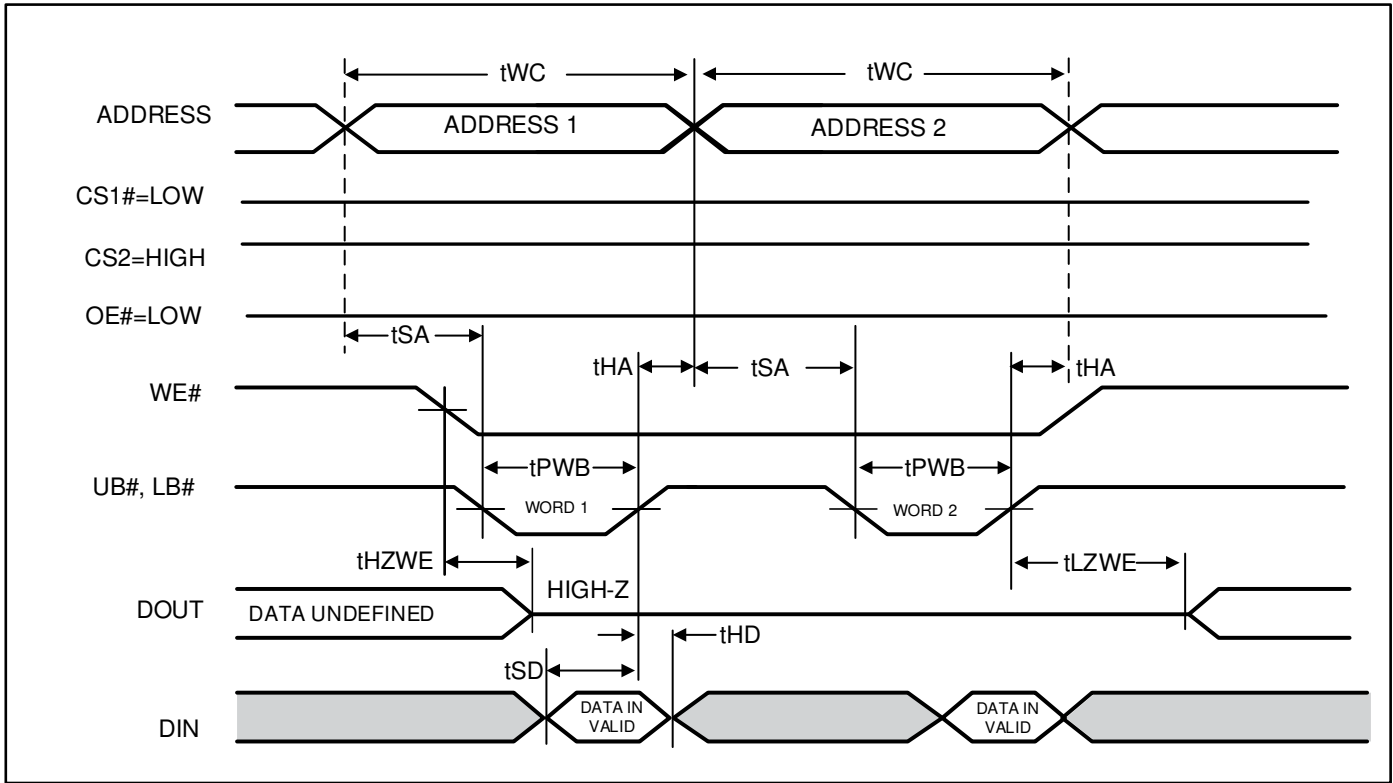 tWC tWC
ADDRESS ADDRESS 1 ADDRESS 2
CS1#=LOW
CS2=HIGH
OE#=LOW
tSA
tHA tSA tHA
WE#
tPWB tPWB
UB#, LB# WORD 1 WORD 2
tHZWE tLZWE
HIGH-Z
DOUT DATA UNDEFINED
tHD
tSD
DIN DATA IN VALID DATA IN VALID